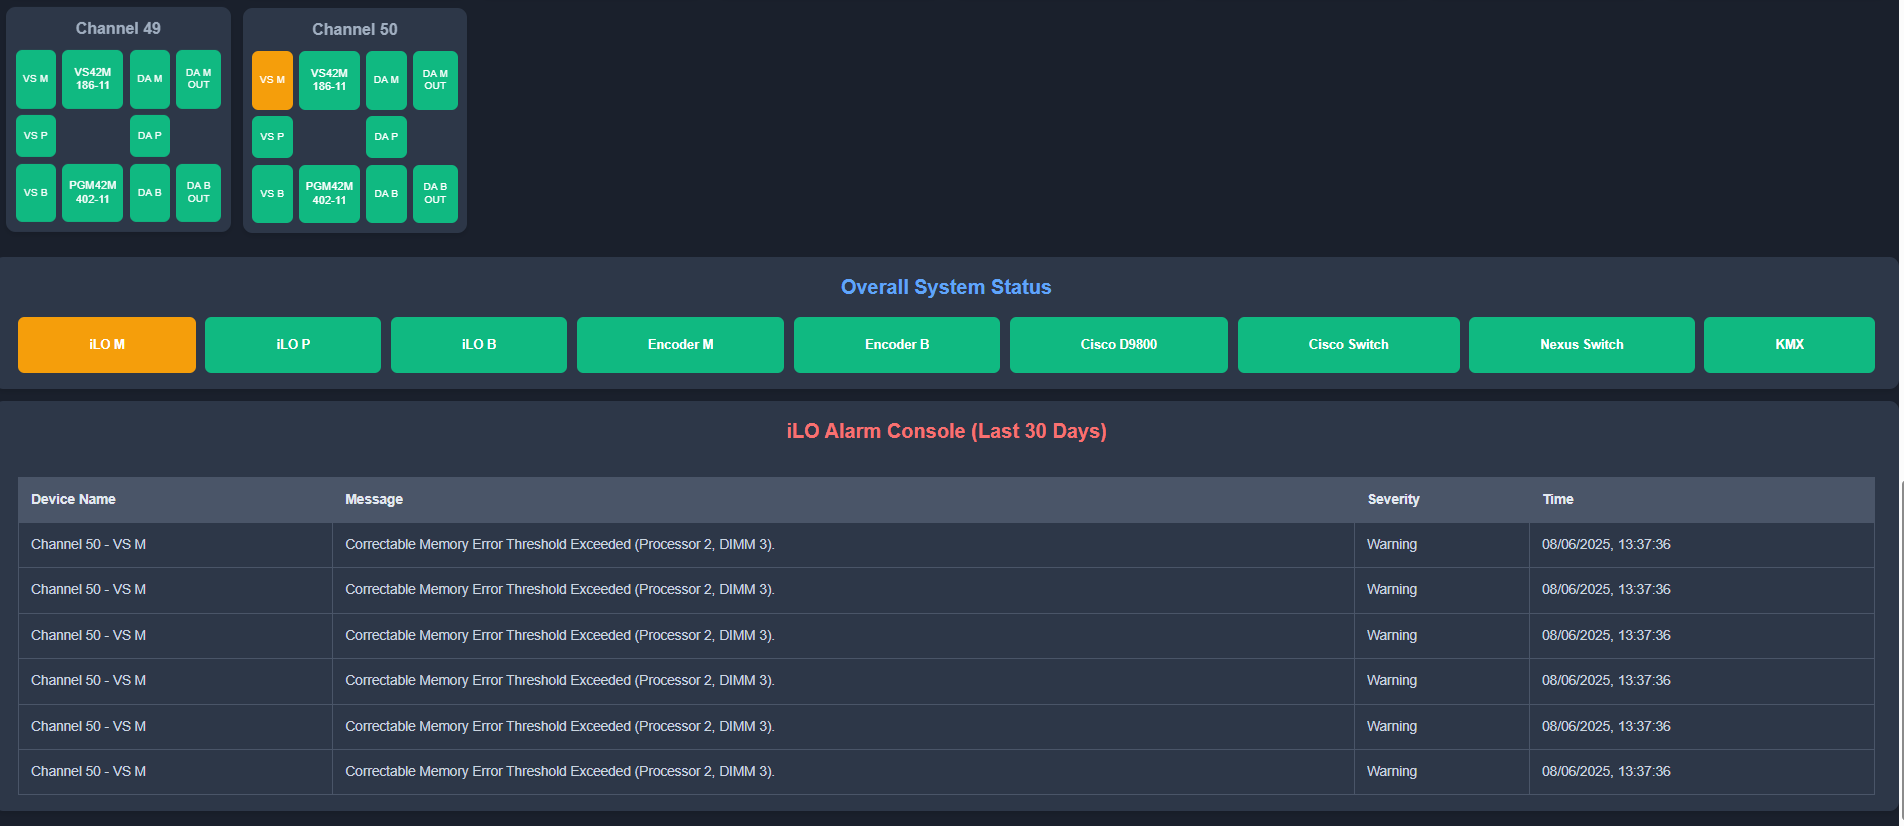 Channel 49
VS M
VS42M
186-11
DA M
DA M
OUT
VS P
DA P
VS B
PGM42M
402-11
DA B
DA B
OUT
Channel 50
VS M
VS42M
186-11
DA M
DA M
OUT
VS P
DA P
VS B
PGM42M
402-11
DA B
DA B
OUT
Overall System Status
iLO M
iLO P
iLO B
Encoder M
Encoder B
Cisco D9800
Cisco Switch
Nexus Switch
KMX
iLO Alarm Console (Last 30 Days)
Device Name Message Severity Time
Channel 50 - VS M Correctable Memory Error Threshold Exceeded (Processor 2, DIMM 3). Warning 08/06/2025, 13:37:36
Channel 50 - VS M Correctable Memory Error Threshold Exceeded (Processor 2, DIMM 3). Warning 08/06/2025, 13:37:36
Channel 50 - VS M Correctable Memory Error Threshold Exceeded (Processor 2, DIMM 3). Warning 08/06/2025, 13:37:36
Channel 50 - VS M Correctable Memory Error Threshold Exceeded (Processor 2, DIMM 3). Warning 08/06/2025, 13:37:36
Channel 50 - VS M Correctable Memory Error Threshold Exceeded (Processor 2, DIMM 3). Warning 08/06/2025, 13:37:36
Channel 50 - VS M Correctable Memory Error Threshold Exceeded (Processor 2, DIMM 3). Warning 08/06/2025, 13:37:36